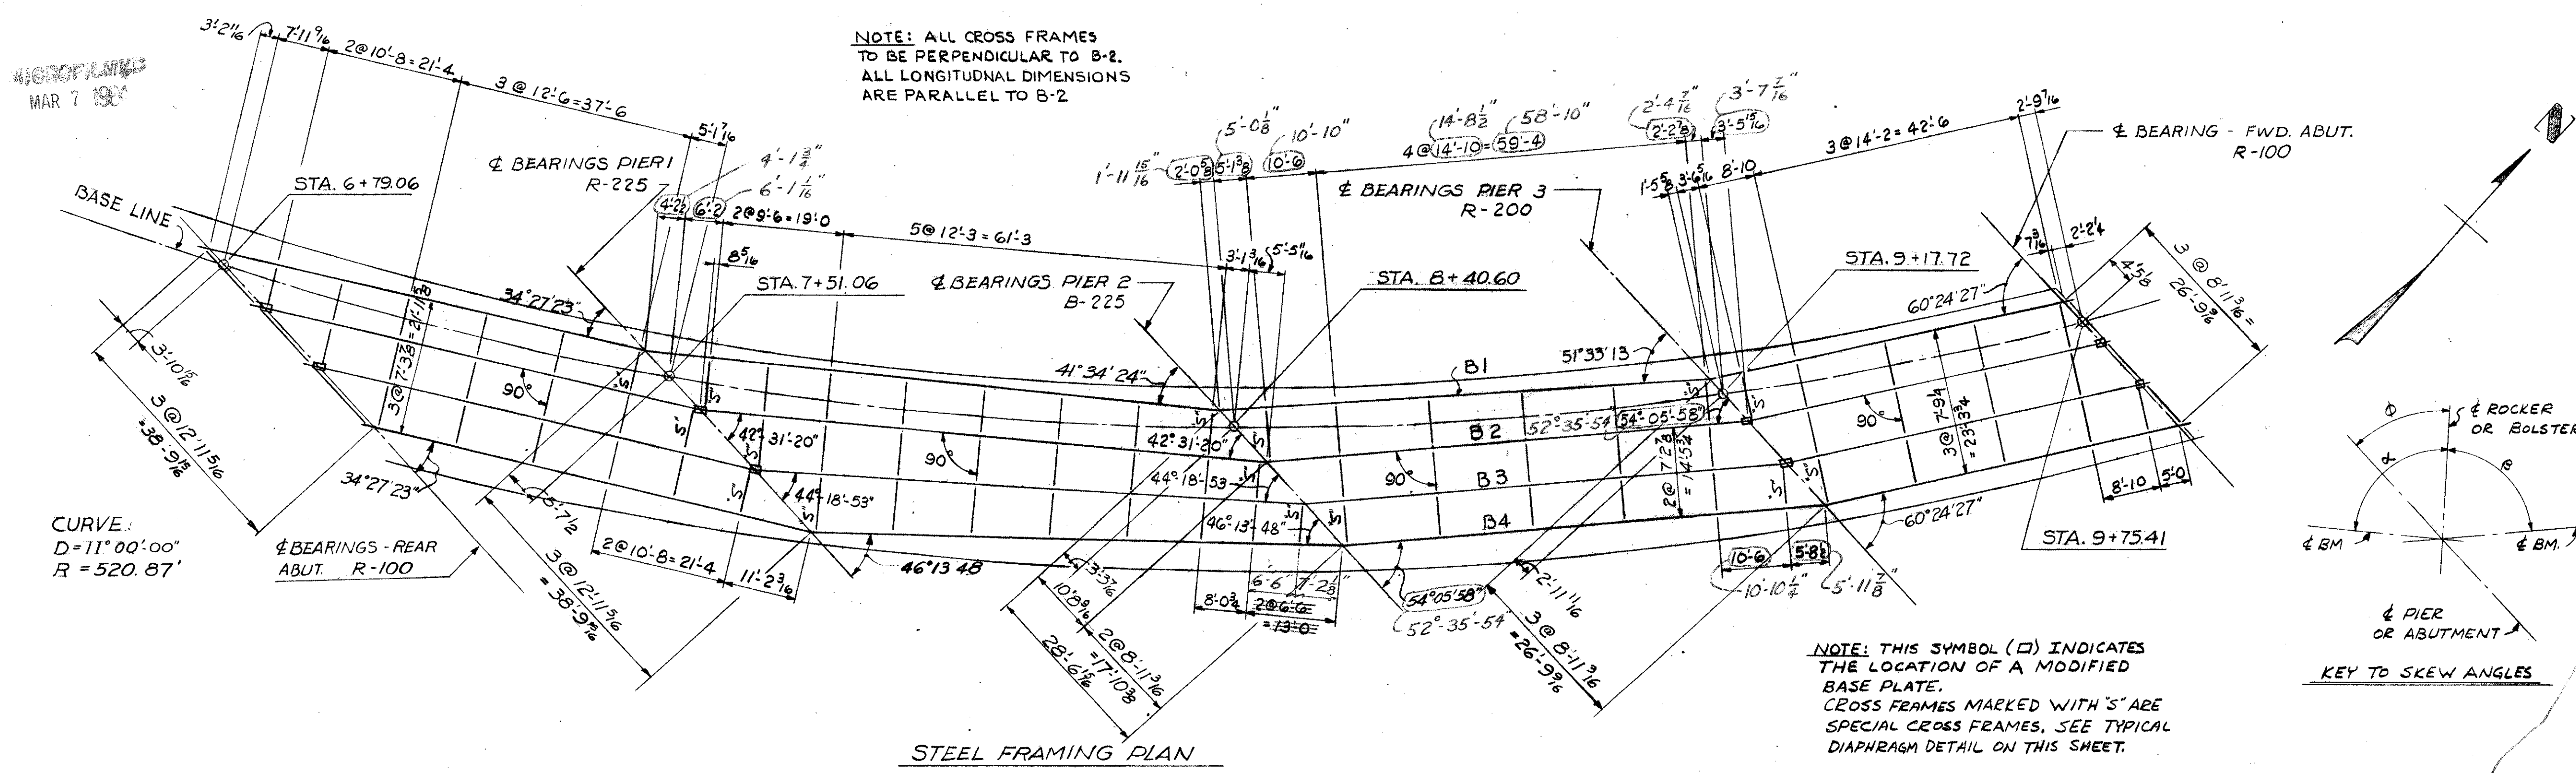 MICROFILMED
MAR 7 198
NOTE: ALL CROSS FRAMES
TO BE PERPENDICULAR TO B-2.
ALL LONGITUDNAL DIMENSIONS
ARE PARALLEL TO B-2
3'-2 1/16
7'-11 9/16
2@10'-8=21'-4
3 @ 12'-6=37'-6
5'-1 7/16
℄ BEARINGS PIER 1
R-225
4'-1 3/4"
6'-1 1/16"
4'-2 1/2
6'-2
2@9'-6=19'-0
5@12'-3=61'-3
8 5/16
STA. 6+79.06
BASE LINE
STA. 7+51.06
℄ BEARINGS PIER 2
B-225
1'-11 15/16"
2'-0 5/8
5'-1 3/8
10'-6
5'-0 1/8"
10'-10"
3'-1 3/16
5'-5 1/16
14'-8 1/2"
58'-10"
4@14'-10=59'-4
2'-4 7/16"
3'-7 7/16"
2'-2 7/8
3'-5 15/16
1'-5 5/8
3'-6 5/16
8'-10
℄ BEARINGS PIER 3
R-200
STA. 8+40.60
STA. 9+17.72
3@14'-2=42'-6
2'-9 7/16
℄ BEARING - FWD. ABUT.
R-100
7 3/16
2'-2 1/4
4'-5 1/8
3 @ 8'-11 3/16 =
26'-9 9/16
34°27'23"
41°34'24"
51°33'13
60°24'27"
3@7'-3 7/8=21'-11 5/8
90°
42°31'-20"
44°-18'-53
46°13 48
42°31'-20"
44°-18'-53
46°-13'-48"
90°
90°
90°
B1
B2
B3
B4
52°-35'-54"
54°-05'-58"
2@ 7'-2 7/8
= 14'-5 3/4
3@ 7'-9 1/4
=23'-3 3/4
"S"
3'-10 15/16
3 @ 12'-11 5/16
=38'-9 15/16
34°27'23"
CURVE:
D=11°00'-00"
R = 520.87'
℄ BEARINGS - REAR
ABUT. R-100
5'-7 1/2
3 @ 12'-11 5/16
= 38'-9 15/16
2@10'-8=21'-4
11'-2 3/16
3'-3 7/16
10'8 9/16
28'-6 15/16
2@8'-11 3/16
=17'-10 3/8
8'-0 3/4
6'-6"
7'-2 1/8"
2@6'-6
=13'-0
54°05'58"
52°-35'-54"
2'-11 11/16
3 @ 8'-11 3/16
=26'-9 9/16
10'-6
5'-8 1/2
10'-10 1/4"
5'-11 7/8"
60°24'27"
8'-10
5'-0
STA. 9+75.41
NOTE: THIS SYMBOL (□) INDICATES
THE LOCATION OF A MODIFIED
BASE PLATE.
CROSS FRAMES MARKED WITH "S" ARE
SPECIAL CROSS FRAMES. SEE TYPICAL
DIAPHRAGM DETAIL ON THIS SHEET.
℄ ROCKER
OR BOLSTER
℄ BM
℄ BM.
℄ PIER
OR ABUTMENT
KEY TO SKEW ANGLES
STEEL FRAMING PLAN